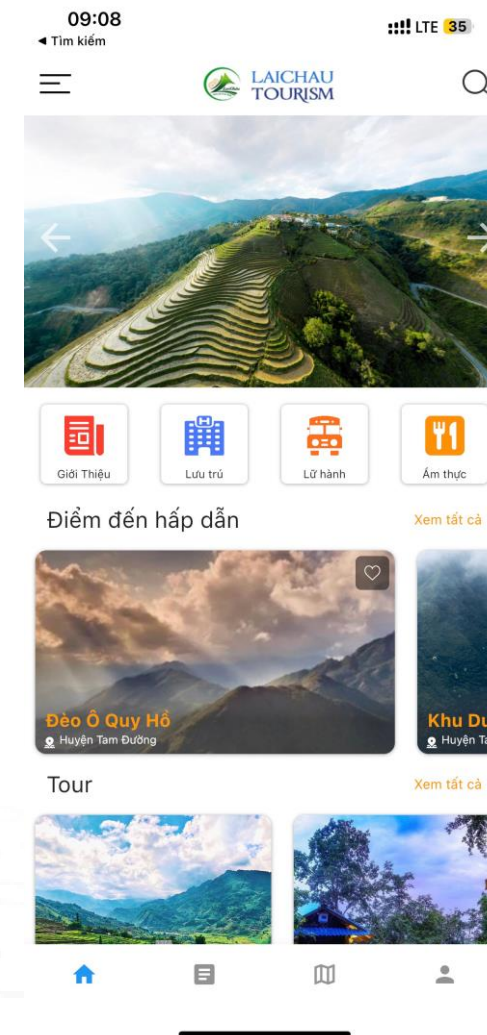 09:08
LTE 35
◀ Tìm kiếm
LAICHAU
TOURISM
Giới Thiệu
Lưu trú
Lữ hành
Ẩm thực
Điểm đến hấp dẫn
Xem tất cả
Đèo Ô Quy Hồ
Huyện Tam Đường
Khu Du
Huyện Ta
Tour
Xem tất cả